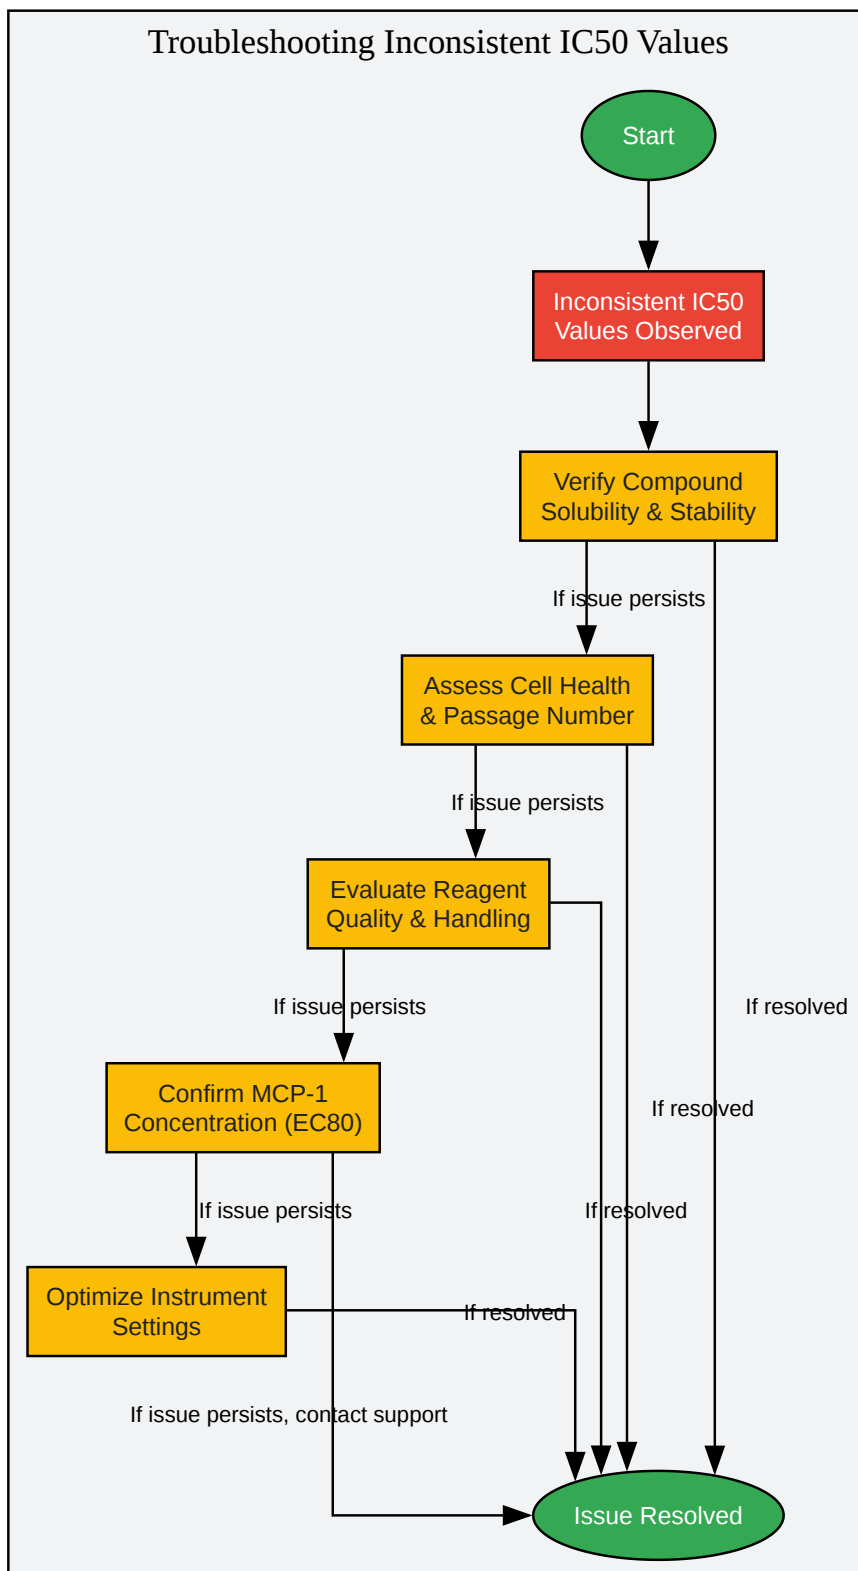 Troubleshooting Inconsistent IC50 Values
Start
Inconsistent IC50
Values Observed
Verify Compound
Solubility & Stability
If issue persists
Assess Cell Health
& Passage Number
If issue persists
Evaluate Reagent
Quality & Handling
If issue persists
If resolved
Confirm MCP-1
Concentration (EC80)
If resolved
If issue persists
If resolved
Optimize Instrument
Settings
If resolved
If issue persists, contact support
Issue Resolved